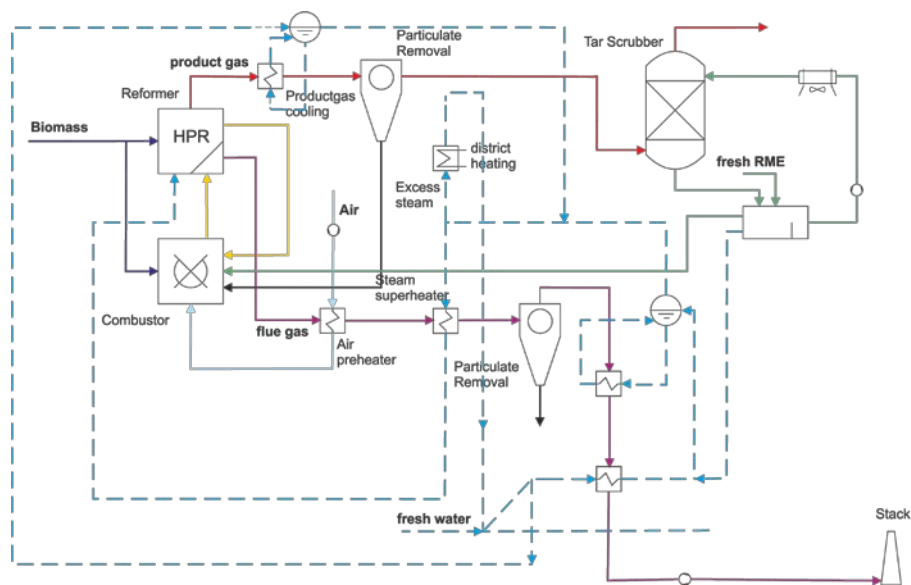 Particulate
Removal
Tar Scrubber
product gas
Reformer
Productgas
cooling
Biomass
HPR
district
heating
fresh RME
Excess
steam
Air
Steam
superheater
Combustor
flue gas
Air
preheater
Particulate
Removal
fresh water
Stack